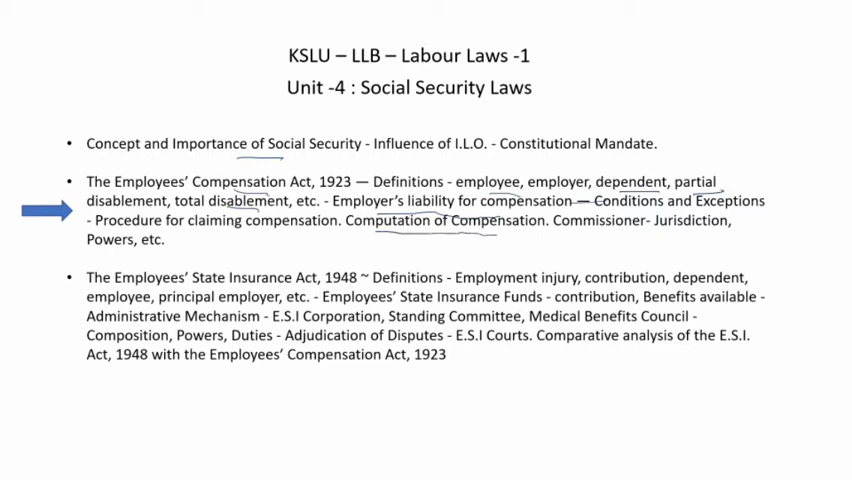 KSLU – LLB – Labour Laws -1
Unit -4 : Social Security Laws
• Concept and Importance of Social Security - Influence of I.L.O. - Constitutional Mandate.
• The Employees’ Compensation Act, 1923 — Definitions - employee, employer, dependent, partial
disablement, total disablement, etc. - Employer’s liability for compensation — Conditions and Exceptions
- Procedure for claiming compensation. Computation of Compensation. Commissioner- Jurisdiction,
Powers, etc.
• The Employees’ State Insurance Act, 1948 ~ Definitions - Employment injury, contribution, dependent,
employee, principal employer, etc. - Employees’ State Insurance Funds - contribution, Benefits available -
Administrative Mechanism - E.S.I Corporation, Standing Committee, Medical Benefits Council -
Composition, Powers, Duties - Adjudication of Disputes - E.S.I Courts. Comparative analysis of the E.S.I.
Act, 1948 with the Employees’ Compensation Act, 1923